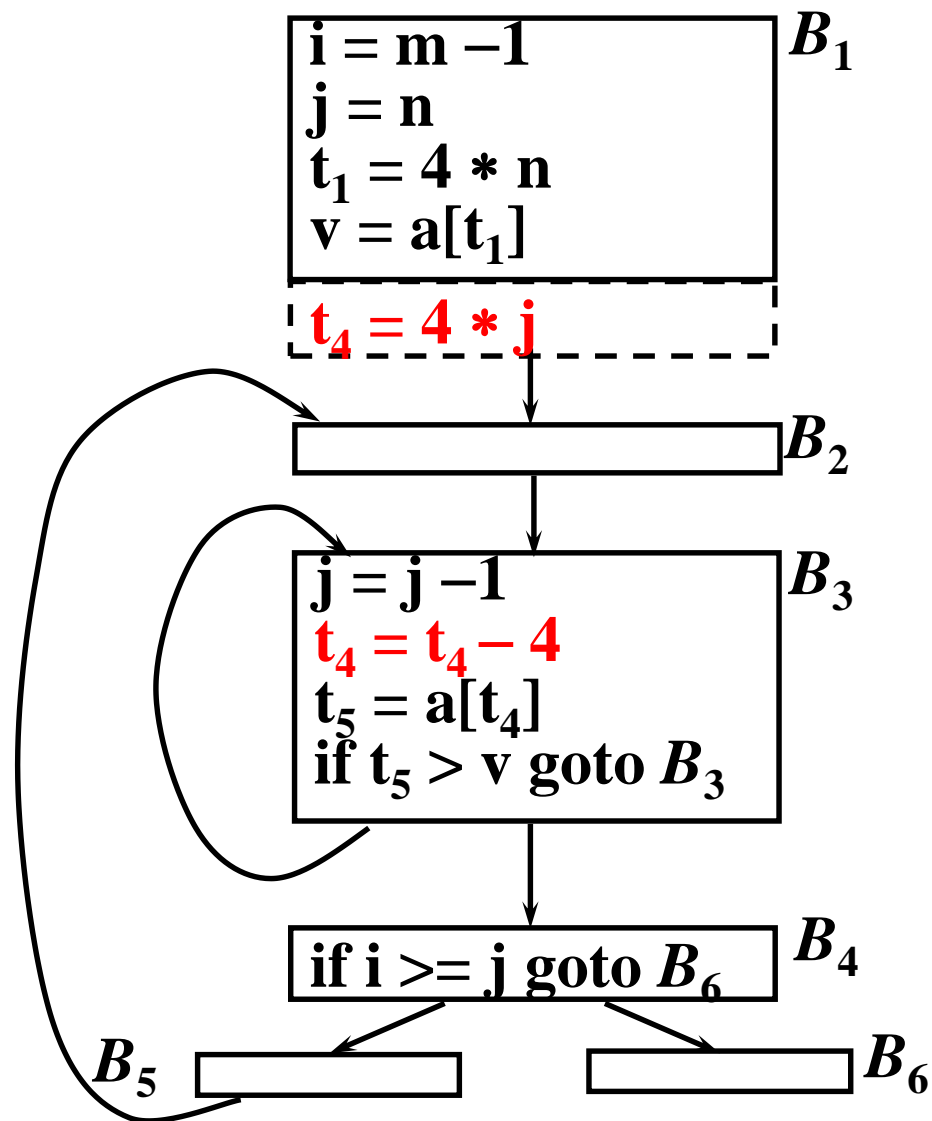 i = m –1
B₁
j = n
t₁ = 4 * n
v = a[t₁]
t₄ = 4 * j
B₂
j = j –1
B₃
t₄ = t₄ – 4
t₅ = a[t₄]
if t₅ > v goto B₃
if i >= j goto B₆
B₄
B₅
B₆